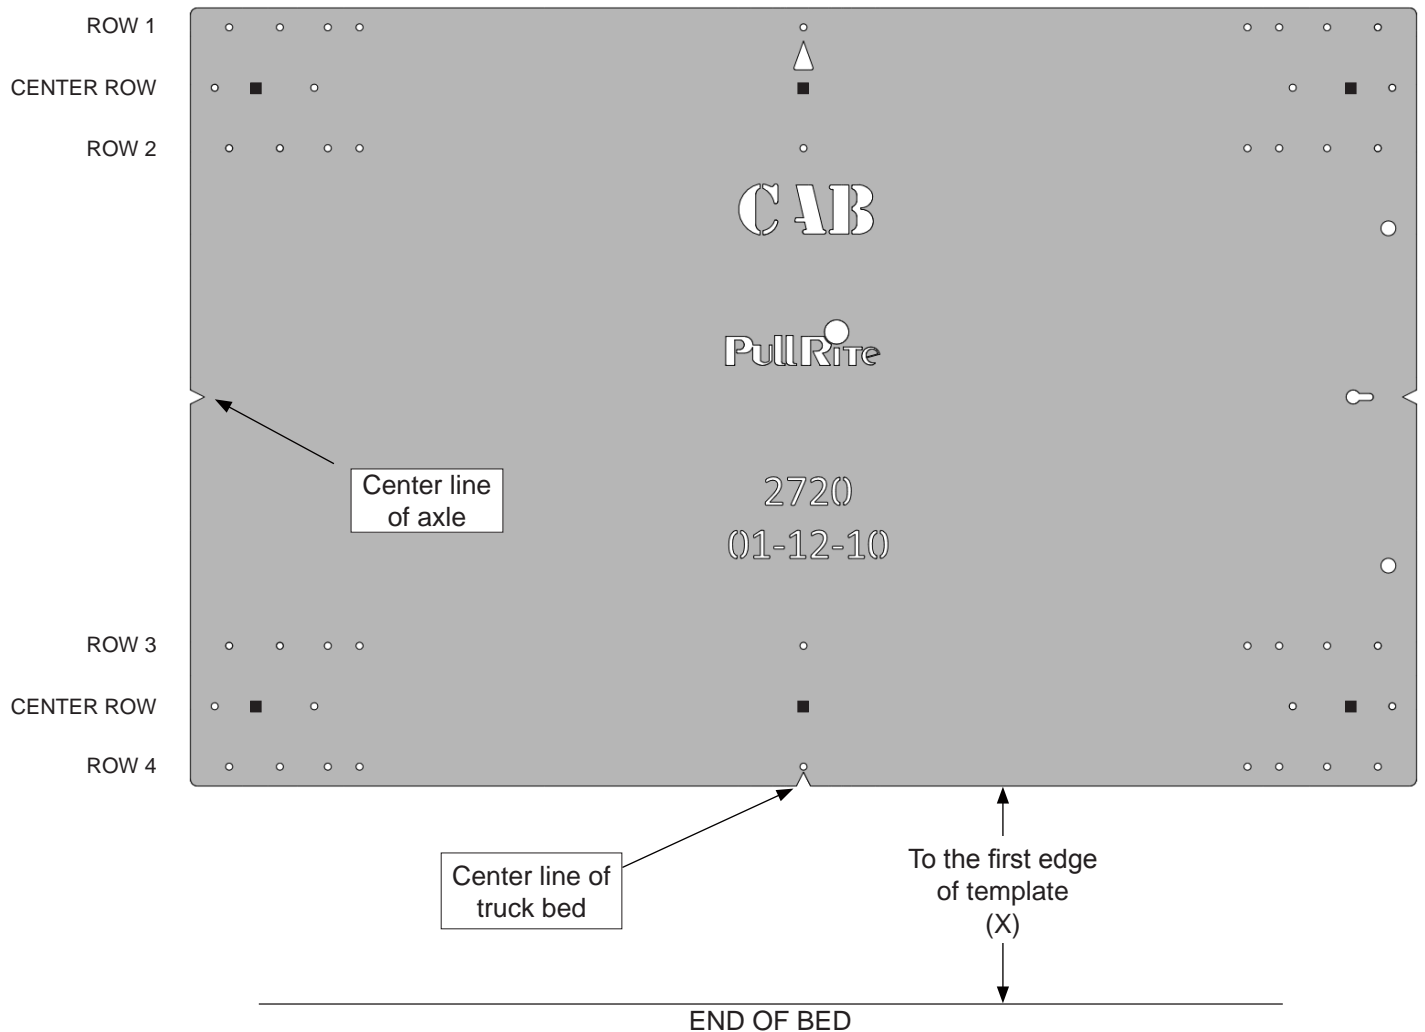 ROW 1
CENTER ROW
ROW 2
CAB
PullRite
Center line
of axle
2720
01-12-10
ROW 3
CENTER ROW
ROW 4
Center line of
truck bed
To the first edge
of template
(X)
END OF BED